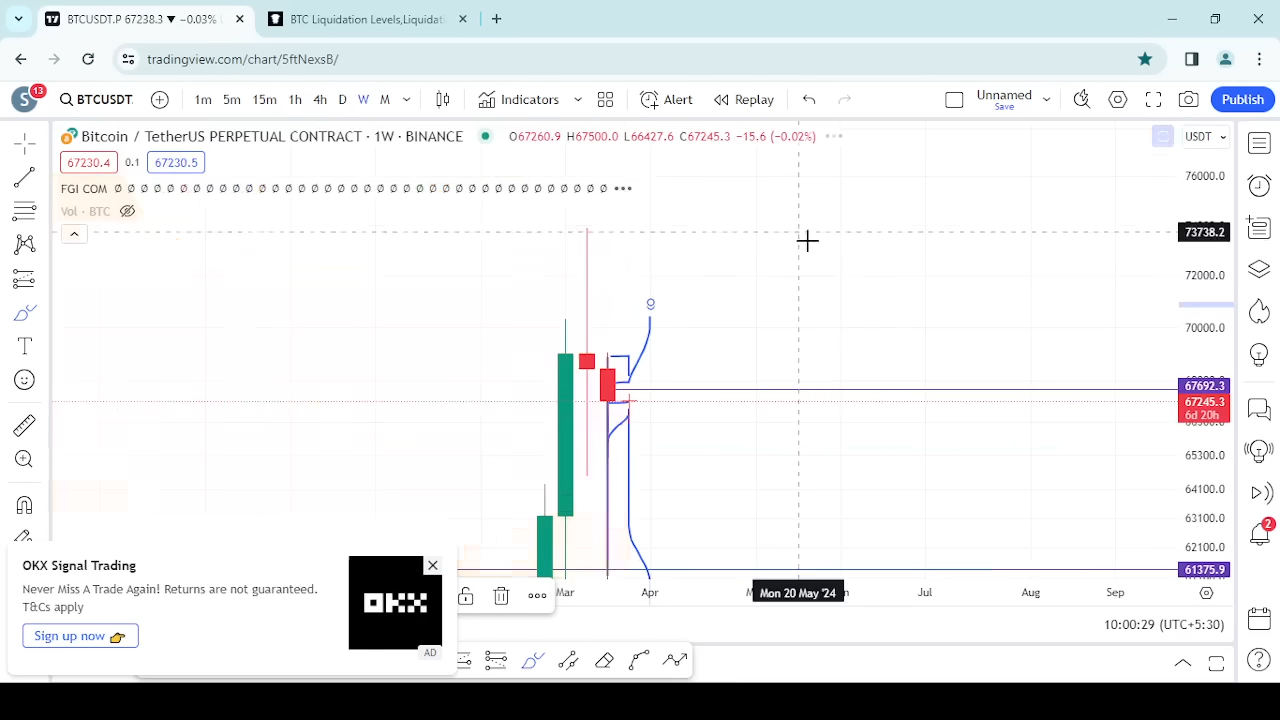 BTCUSDT.P 67238.3 ▼ −0.03%
BTC Liquidation Levels,Liquidati
tradingview.com/chart/5ftNexsB/
S 13
BTCUSDT.
1m 5m 15m 1h 4h D W M
Indicators
Alert
Replay
Unnamed
Save
Publish
Bitcoin / TetherUS PERPETUAL CONTRACT · 1W · BINANCE
O67260.9 H67500.0 L66427.6 C67245.3 −15.6 (−0.02%)
USDT
67230.4 0.1 67230.5
FGI COM Ø Ø Ø Ø Ø Ø Ø Ø Ø Ø Ø Ø Ø Ø Ø Ø Ø Ø Ø Ø Ø Ø Ø Ø Ø Ø Ø Ø Ø Ø Ø Ø Ø Ø Ø Ø Ø Ø
Vol · BTC
76000.0
73738.2
72000.0
9
70000.0
67692.3
67245.3
6d 20h
65300.0
64100.0
63100.0
62100.0
61375.9
2
OKX Signal Trading
Never Miss A Trade Again! Returns are not guaranteed.
T&Cs apply
Sign up now
OKX
AD
Mar Apr Mon 20 May '24 Jul Aug Sep
10:00:29 (UTC+5:30)